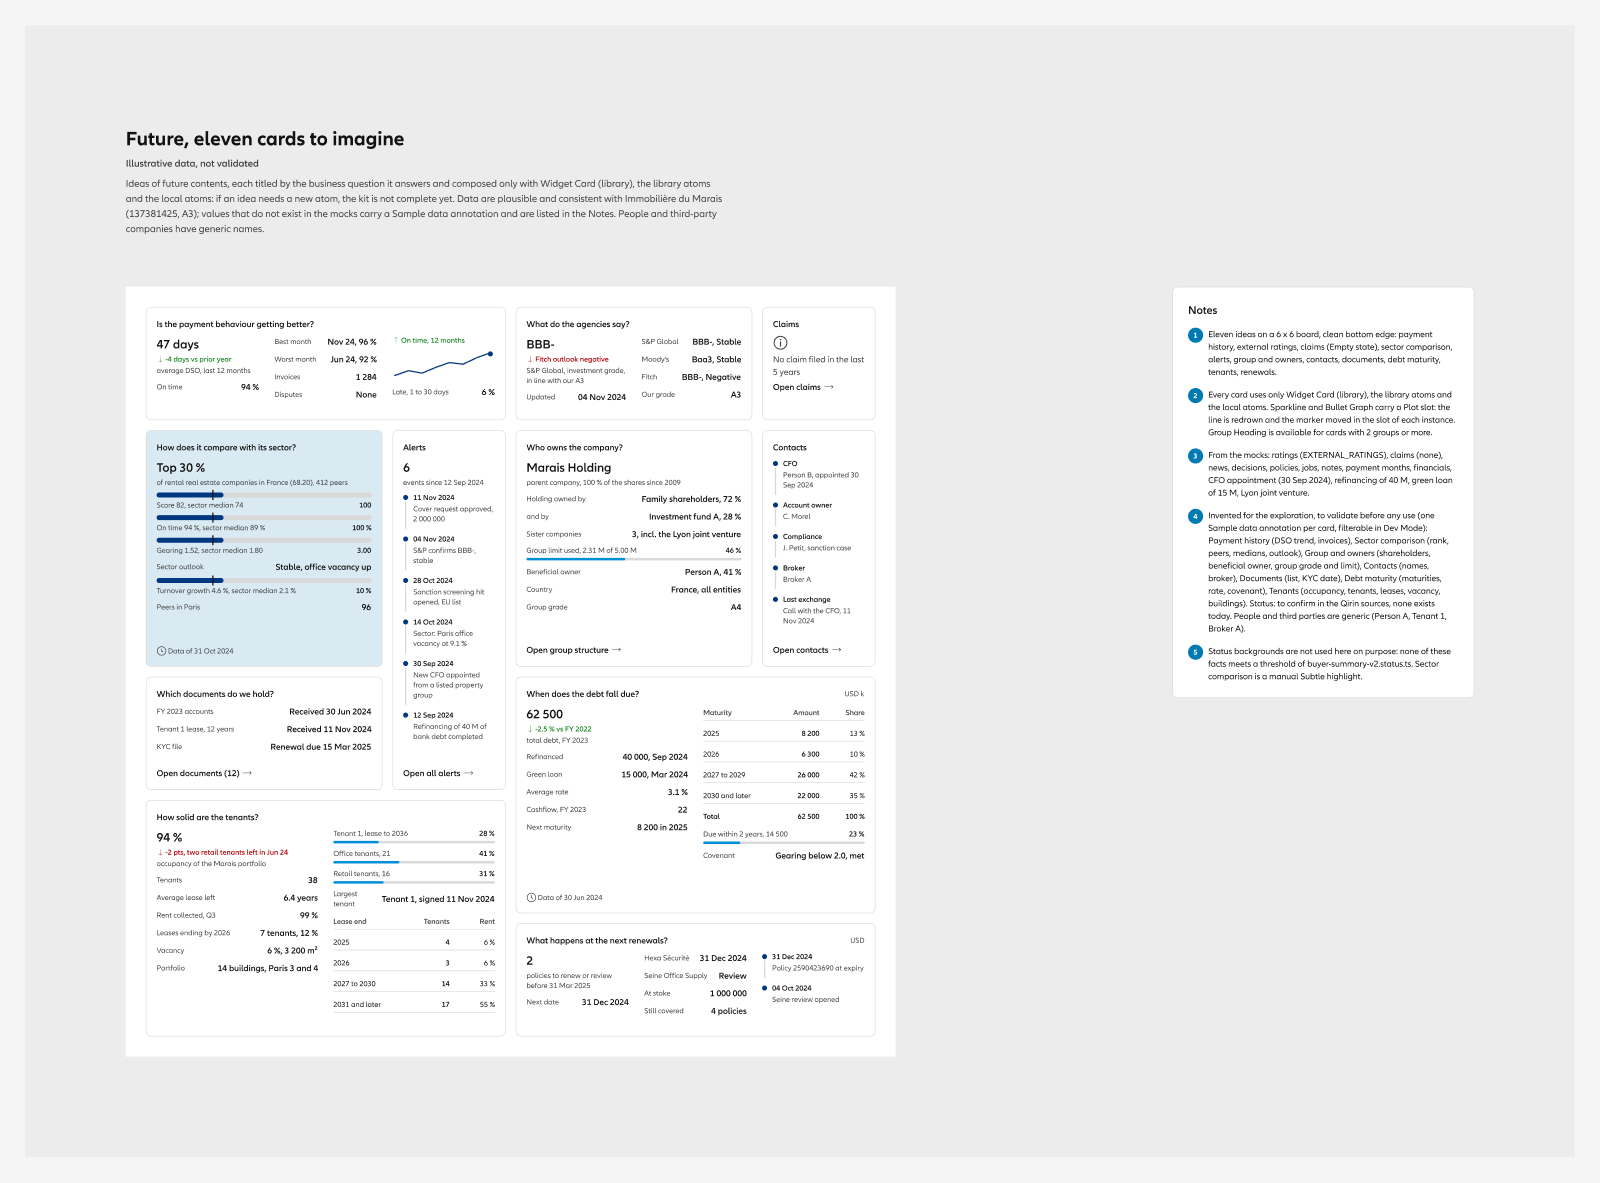 Future, eleven cards to imagine
Illustrative data, not validated
Ideas of future contents, each titled by the business question it answers and composed only with Widget Card (library), the library atoms
and the local atoms: if an idea needs a new atom, the kit is not complete yet. Data are plausible and consistent with Immobilière du Marais
(137381425, A3); values that do not exist in the mocks carry a Sample data annotation and are listed in the Notes. People and third-party
companies have generic names.
Is the payment behaviour getting better?
47 days
↓ -4 days vs prior year
average DSO, last 12 months
On time 94 %
Best month Nov 24, 96 %
Worst month Jun 24, 92 %
Invoices 1 284
Disputes None
↑ On time, 12 months
Late, 1 to 30 days 6 %
What do the agencies say?
BBB-
↓ Fitch outlook negative
S&P Global, investment grade,
in line with our A3
Updated 04 Nov 2024
S&P Global BBB-, Stable
Moody's Baa3, Stable
Fitch BBB-, Negative
Our grade A3
Claims
No claim filed in the last
5 years
Open claims →
How does it compare with its sector?
Top 30 %
of rental real estate companies in France (68.20), 412 peers
Score 82, sector median 74 100
On time 94 %, sector median 89 % 100 %
Gearing 1.52, sector median 1.80 3.00
Sector outlook Stable, office vacancy up
Turnover growth 4.6 %, sector median 2.1 % 10 %
Peers in Paris 96
Data of 31 Oct 2024
Alerts
6
events since 12 Sep 2024
11 Nov 2024
Cover request approved,
2 000 000
04 Nov 2024
S&P confirms BBB-,
stable
28 Oct 2024
Sanction screening hit
opened, EU list
14 Oct 2024
Sector: Paris office
vacancy at 9.1 %
30 Sep 2024
New CFO appointed
from a listed property
group
12 Sep 2024
Refinancing of 40 M of
bank debt completed
Open all alerts →
Who owns the company?
Marais Holding
parent company, 100 % of the shares since 2009
Holding owned by Family shareholders, 72 %
and by Investment fund A, 28 %
Sister companies 3, incl. the Lyon joint venture
Group limit used, 2.31 M of 5.00 M 46 %
Beneficial owner Person A, 41 %
Country France, all entities
Group grade A4
Open group structure →
Contacts
CFO
Person B, appointed 30
Sep 2024
Account owner
C. Morel
Compliance
J. Petit, sanction case
Broker
Broker A
Last exchange
Call with the CFO, 11
Nov 2024
Open contacts →
Which documents do we hold?
FY 2023 accounts Received 30 Jun 2024
Tenant 1 lease, 12 years Received 11 Nov 2024
KYC file Renewal due 15 Mar 2025
Open documents (12) →
When does the debt fall due? USD k
62 500
↓ -2.5 % vs FY 2022
total debt, FY 2023
Refinanced 40 000, Sep 2024
Green loan 15 000, Mar 2024
Average rate 3.1 %
Cashflow, FY 2023 22
Next maturity 8 200 in 2025
Maturity Amount Share
2025 8 200 13 %
2026 6 300 10 %
2027 to 2029 26 000 42 %
2030 and later 22 000 35 %
Total 62 500 100 %
Due within 2 years, 14 500 23 %
Covenant Gearing below 2.0, met
Data of 30 Jun 2024
How solid are the tenants?
94 %
↓ -2 pts, two retail tenants left in Jun 24
occupancy of the Marais portfolio
Tenants 38
Average lease left 6.4 years
Rent collected, Q3 99 %
Leases ending by 2026 7 tenants, 12 %
Vacancy 6 %, 3 200 m²
Portfolio 14 buildings, Paris 3 and 4
Tenant 1, lease to 2036 28 %
Office tenants, 21 41 %
Retail tenants, 16 31 %
Largest
tenant Tenant 1, signed 11 Nov 2024
Lease end Tenants Rent
2025 4 6 %
2026 3 6 %
2027 to 2030 14 33 %
2031 and later 17 55 %
What happens at the next renewals? USD
2
policies to renew or review
before 31 Mar 2025
Next date 31 Dec 2024
Hexa Sécurité 31 Dec 2024
Seine Office Supply Review
At stake 1 000 000
Still covered 4 policies
31 Dec 2024
Policy 2590423690 at expiry
04 Oct 2024
Seine review opened
Notes
1 Eleven ideas on a 6 x 6 board, clean bottom edge: payment
history, external ratings, claims (Empty state), sector comparison,
alerts, group and owners, contacts, documents, debt maturity,
tenants, renewals.
2 Every card uses only Widget Card (library), the library atoms and
the local atoms. Sparkline and Bullet Graph carry a Plot slot: the
line is redrawn and the marker moved in the slot of each instance.
Group Heading is available for cards with 2 groups or more.
3 From the mocks: ratings (EXTERNAL_RATINGS), claims (none),
news, decisions, policies, jobs, notes, payment months, financials,
CFO appointment (30 Sep 2024), refinancing of 40 M, green loan
of 15 M, Lyon joint venture.
4 Invented for the exploration, to validate before any use (one
Sample data annotation per card, filterable in Dev Mode):
Payment history (DSO trend, invoices), Sector comparison (rank,
peers, medians, outlook), Group and owners (shareholders,
beneficial owner, group grade and limit), Contacts (names,
broker), Documents (list, KYC date), Debt maturity (maturities,
rate, covenant), Tenants (occupancy, tenants, leases, vacancy,
buildings). Status: to confirm in the Qirin sources, none exists
today. People and third parties are generic (Person A, Tenant 1,
Broker A).
5 Status backgrounds are not used here on purpose: none of these
facts meets a threshold of buyer-summary-v2.status.ts. Sector
comparison is a manual Subtle highlight.